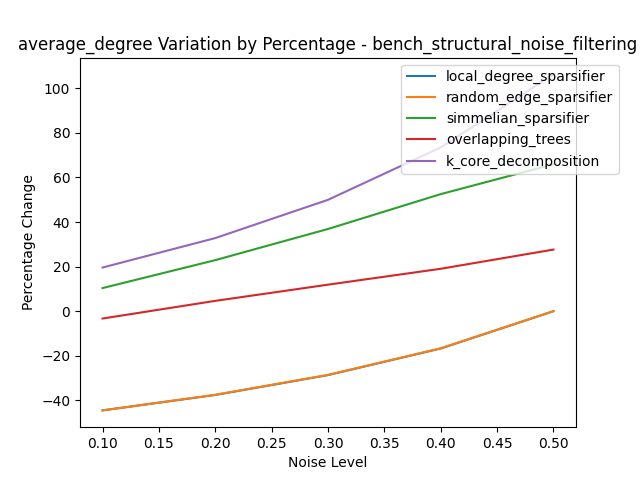 average_degree Variation by Percentage - bench_structural_noise_filtering
local_degree_sparsifier
random_edge_sparsifier
simmelian_sparsifier
overlapping_trees
k_core_decomposition
Percentage Change
100
80
60
40
20
0
−20
−40
0.10 0.15 0.20 0.25 0.30 0.35 0.40 0.45 0.50
Noise Level